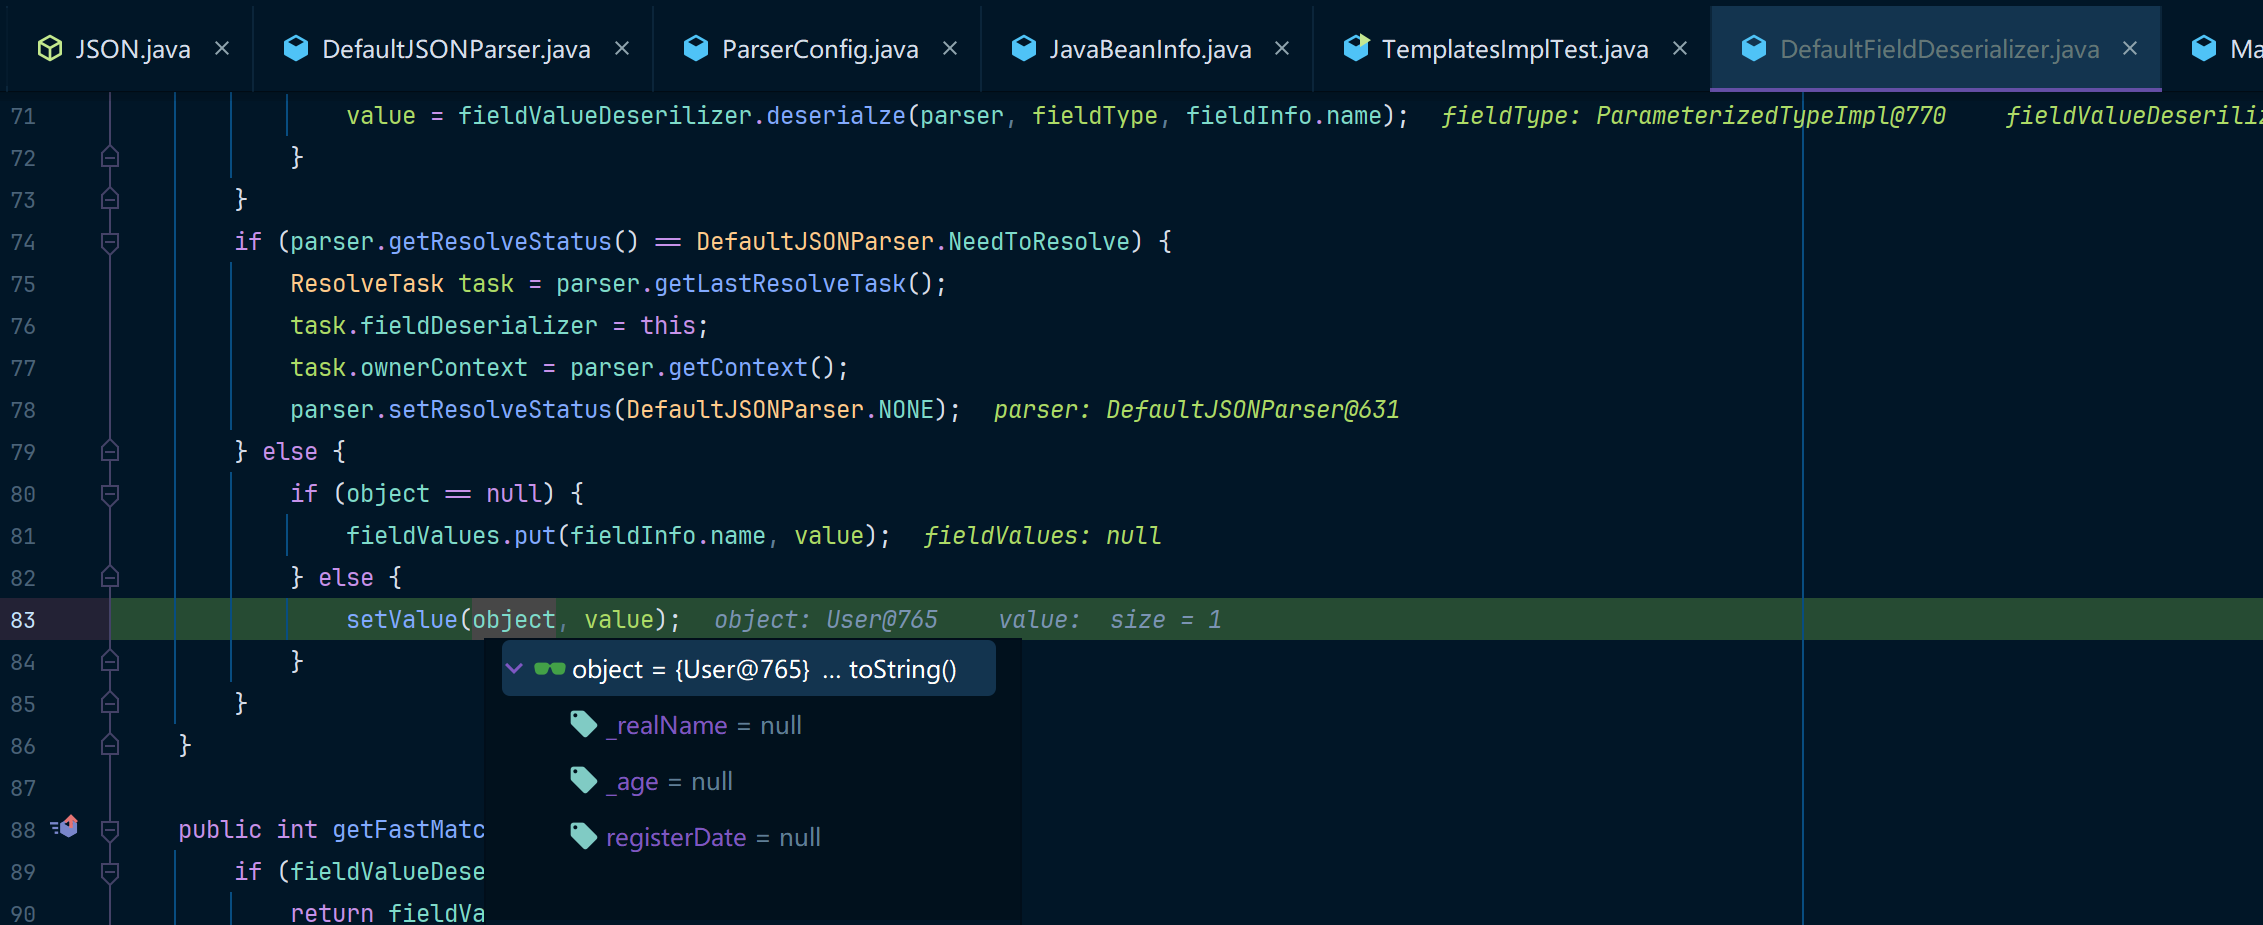 JSON.java × DefaultJSONParser.java × ParserConfig.java × JavaBeanInfo.java × TemplatesImplTest.java × DefaultFieldDeserializer.java × Ma
71 value = fieldValueDeserilizer.deserialze(parser, fieldType, fieldInfo.name); fieldType: ParameterizedTypeImpl@770 fieldValueDeseriliz
72 }
73 }
74 if (parser.getResolveStatus() == DefaultJSONParser.NeedToResolve) {
75 ResolveTask task = parser.getLastResolveTask();
76 task.fieldDeserializer = this;
77 task.ownerContext = parser.getContext();
78 parser.setResolveStatus(DefaultJSONParser.NONE); parser: DefaultJSONParser@631
79 } else {
80 if (object == null) {
81 fieldValues.put(fieldInfo.name, value); fieldValues: null
82 } else {
83 setValue(object, value); object: User@765 value: size = 1
84 }
object = {User@765} ... toString()
85 }
_realName = null
86 }
_age = null
87
88 public int getFastMatc
registerDate = null
89 if (fieldValueDese
90 return fieldVa